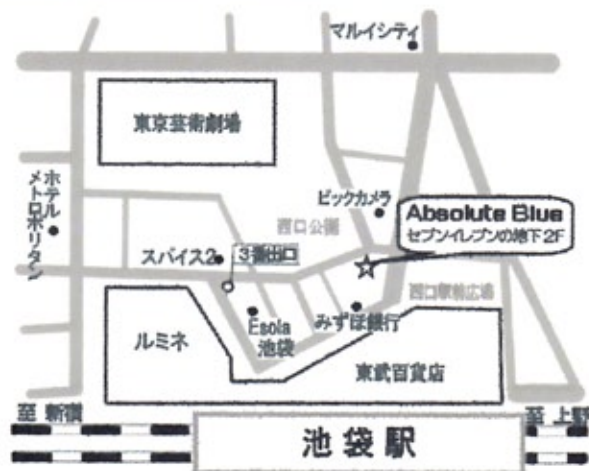 マルイシティ
東京芸術劇場
ホテル
メトロポリタン
ビックカメラ
西口公園
Absolute Blue
セブンイレブンの地下2F
スパイス2
3番出口
西口駅前広場
Esola
池袋
みずほ銀行
ルミネ
東武百貨店
至 新宿
至 上野
池袋駅